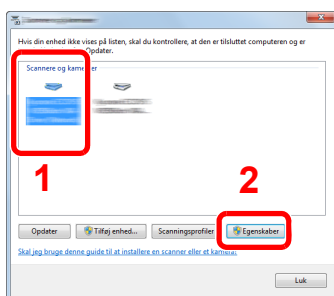 Hvis din enhed ikke vises på listen, skal du kontrollere, at den er tilsluttet computeren og er
Opdater.
Scannere og kameraer
1
2
Opdater
Tilføj enhed...
Scanningsprofiler
Egenskaber
Skal jeg bruge denne guide til at installere en scanner eller et kamera?
Luk